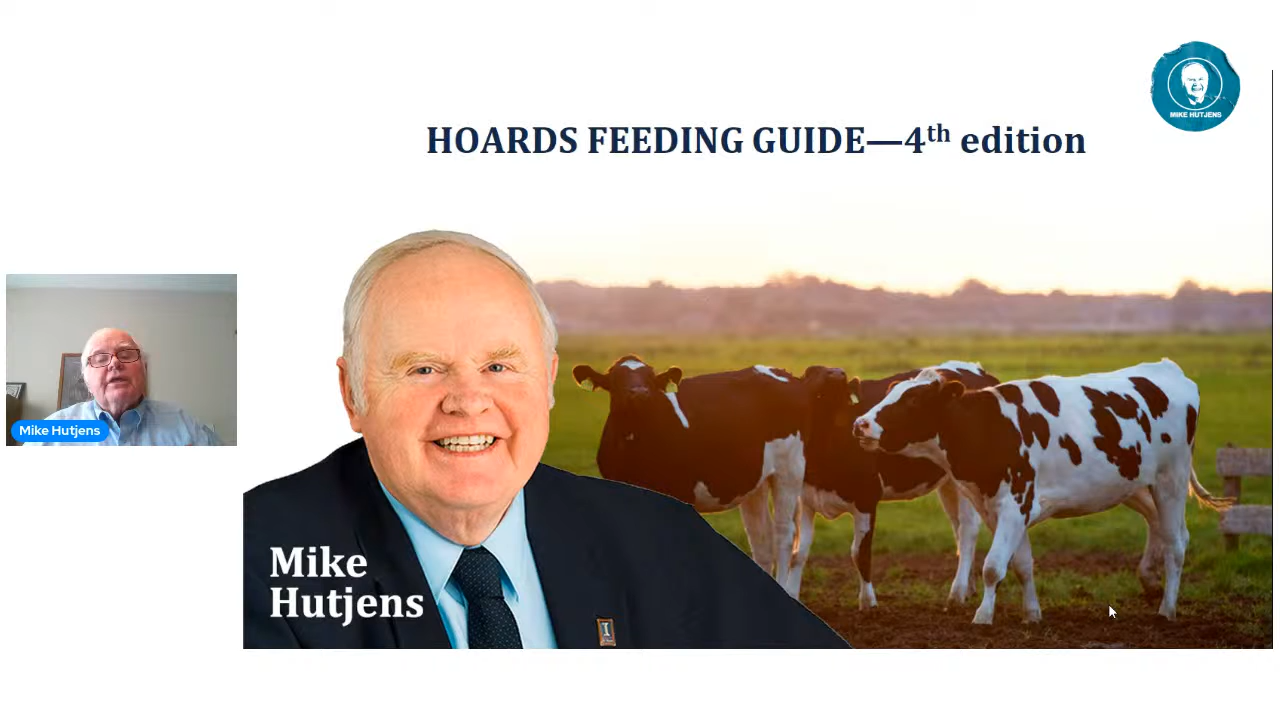 MIKE HUTJENS
HOARDS FEEDING GUIDE—4th edition
Mike Hutjens
Mike
Hutjens
I